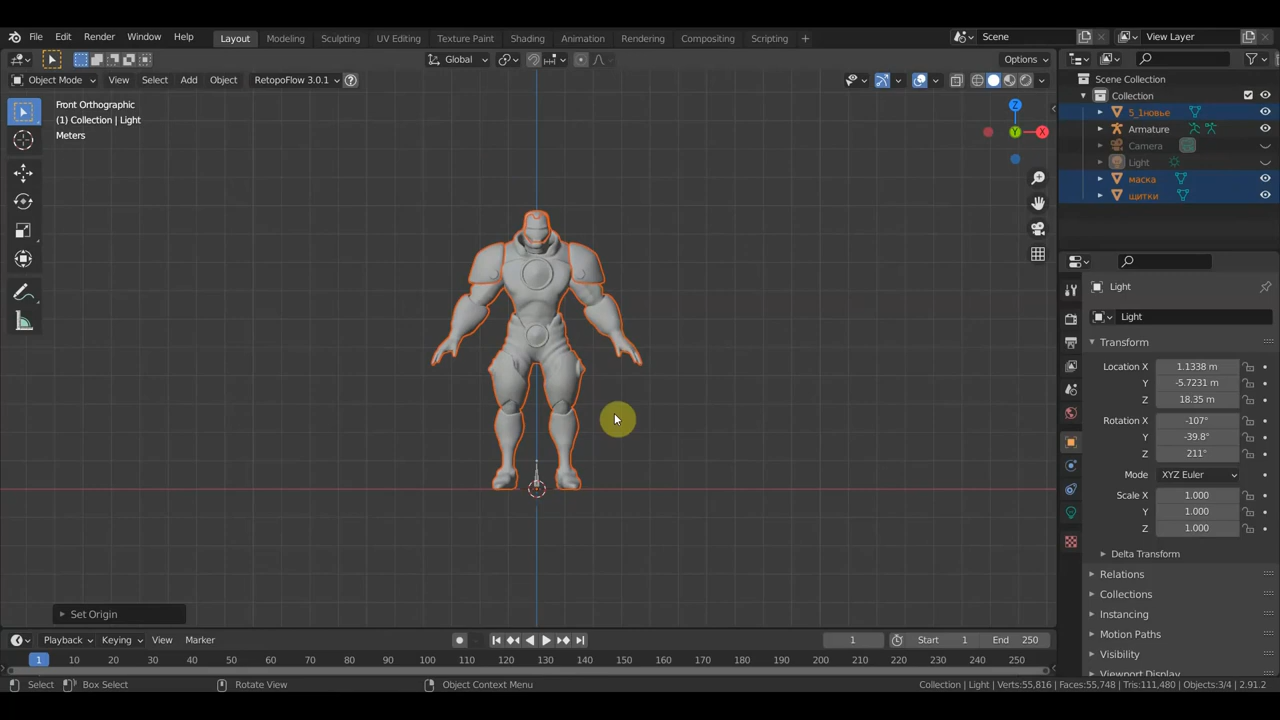 File Edit Render Window Help Layout Modeling Sculpting UV Editing Texture Paint Shading Animation Rendering Compositing Scripting + Scene View Layer
Global Options
Object Mode View Select Add Object RetopoFlow 3.0.1
Front Orthographic
(1) Collection | Light
Meters
Z
Y
X
Scene Collection
Collection
5_1новье
Armature
Camera
Light
маска
щитки
Light
Light
Transform
Location X 1.1338 m
Y -5.7231 m
Z 18.35 m
Rotation X -107°
Y -39.8°
Z 211°
Mode XYZ Euler
Scale X 1.000
Y 1.000
Z 1.000
Delta Transform
Relations
Collections
Instancing
Motion Paths
Visibility
Viewport Display
Set Origin
Playback Keying View Marker 1 Start 1 End 250
1 10 20 30 40 50 60 70 80 90 100 110 120 130 140 150 160 170 180 190 200 210 220 230 240 250
Select Box Select Rotate View Object Context Menu Collection | Light | Verts:55,816 | Faces:55,748 | Tris:111,480 | Objects:3/4 | 2.91.2